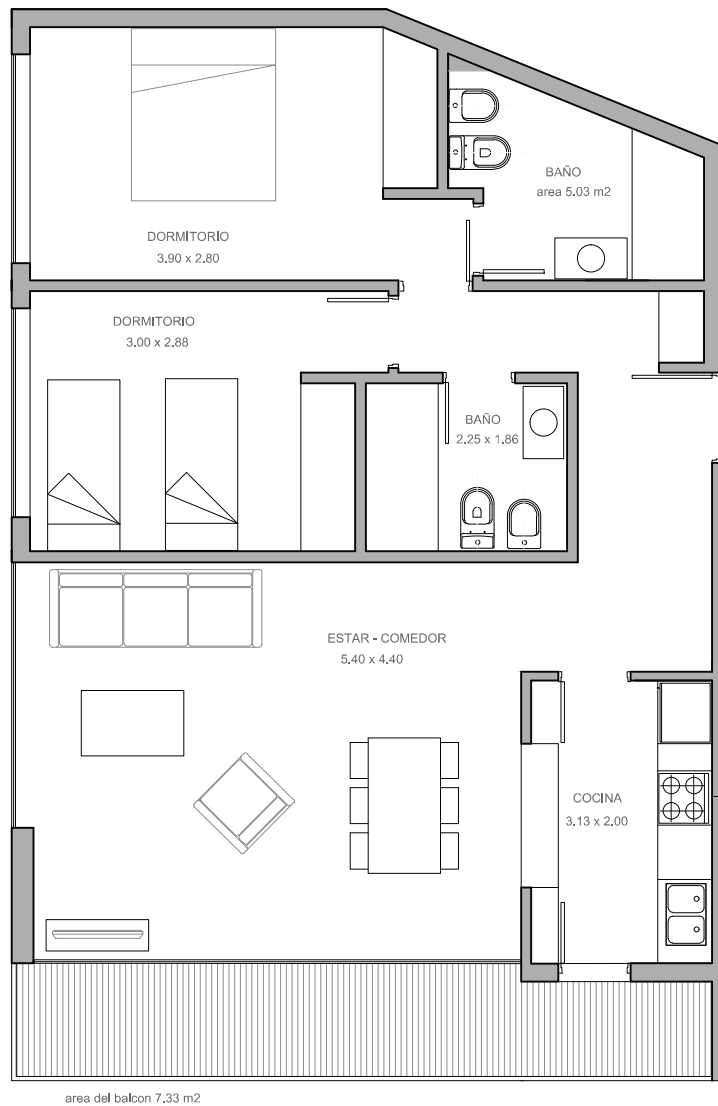 BAÑO
area 5.03 m2
DORMITORIO
3.90 x 2.80
DORMITORIO
3.00 x 2.88
BAÑO
2.25 x 1.86
ESTAR - COMEDOR
5.40 x 4.40
COCINA
3.13 x 2.00
area del balcon 7.33 m2